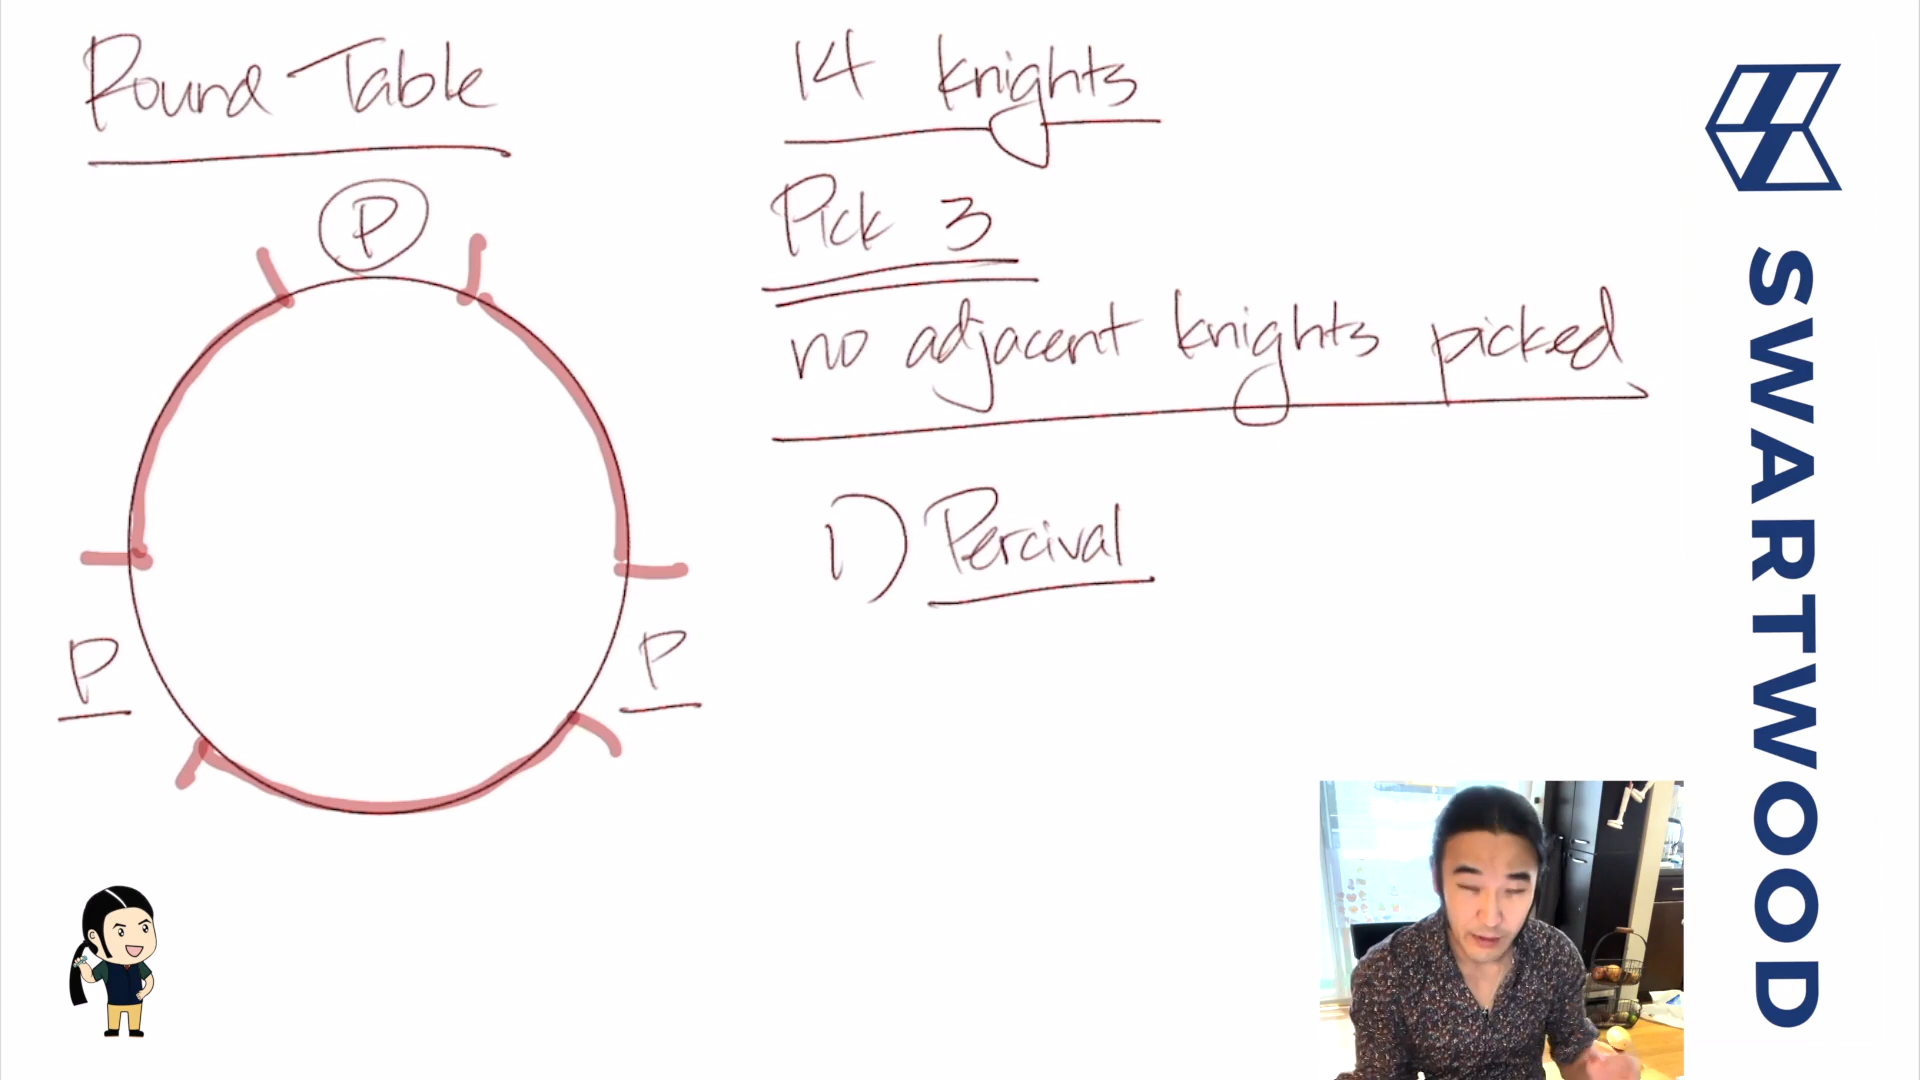 Round Table
14 knights
Pick 3
no adjacent knights picked
1) Percival
P
P
P
SWARTWOOD